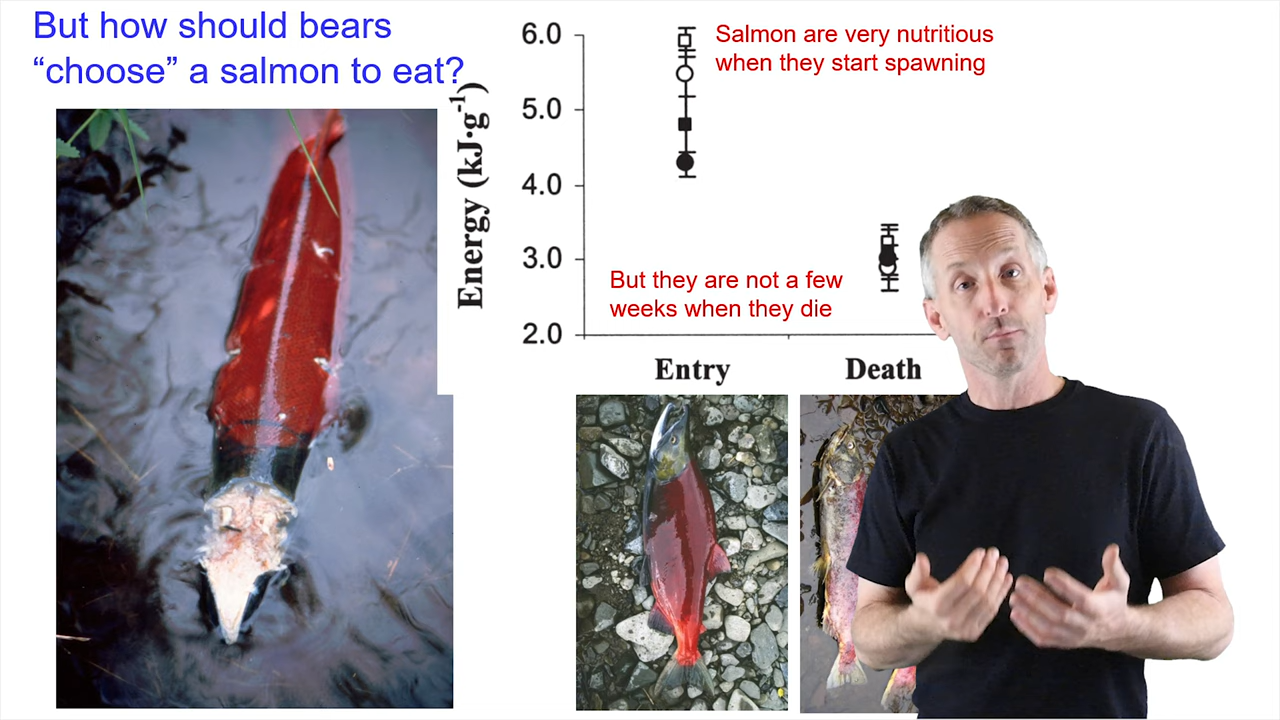 But how should bears
“choose” a salmon to eat?
Energy (kJ·g⁻¹)
6.0
5.0
4.0
3.0
2.0
Salmon are very nutritious
when they start spawning
But they are not a few
weeks when they die
Entry
Death